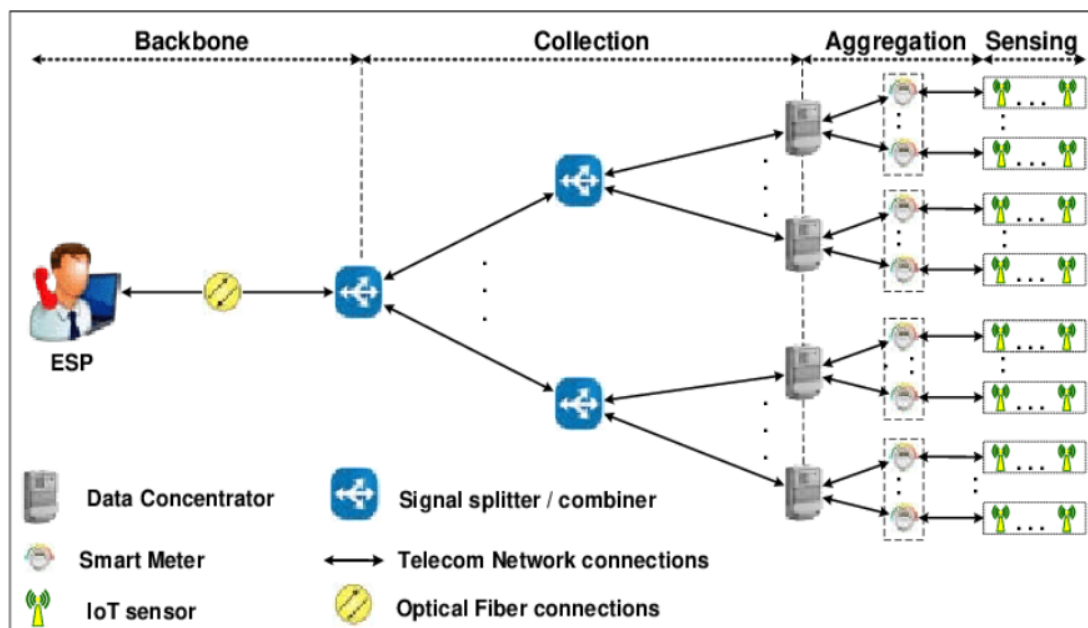 Backbone
Collection
Aggregation
Sensing
ESP
Data Concentrator
Signal splitter / combiner
Smart Meter
Telecom Network connections
IoT sensor
Optical Fiber connections